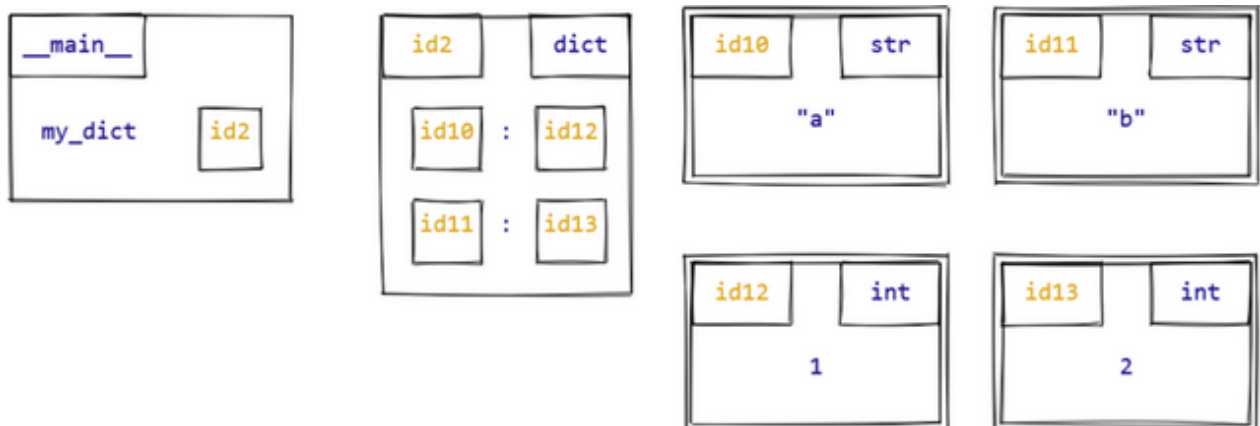 __main__
my_dict id2
id2 dict
id10 : id12
id11 : id13
id10 str
"a"
id11 str
"b"
id12 int
1
id13 int
2